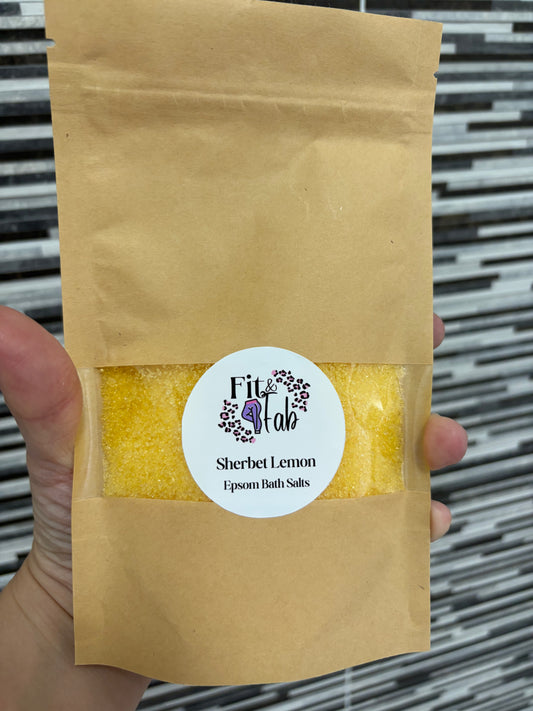 Fit &
Fab
Sherbet Lemon
Epsom Bath Salts